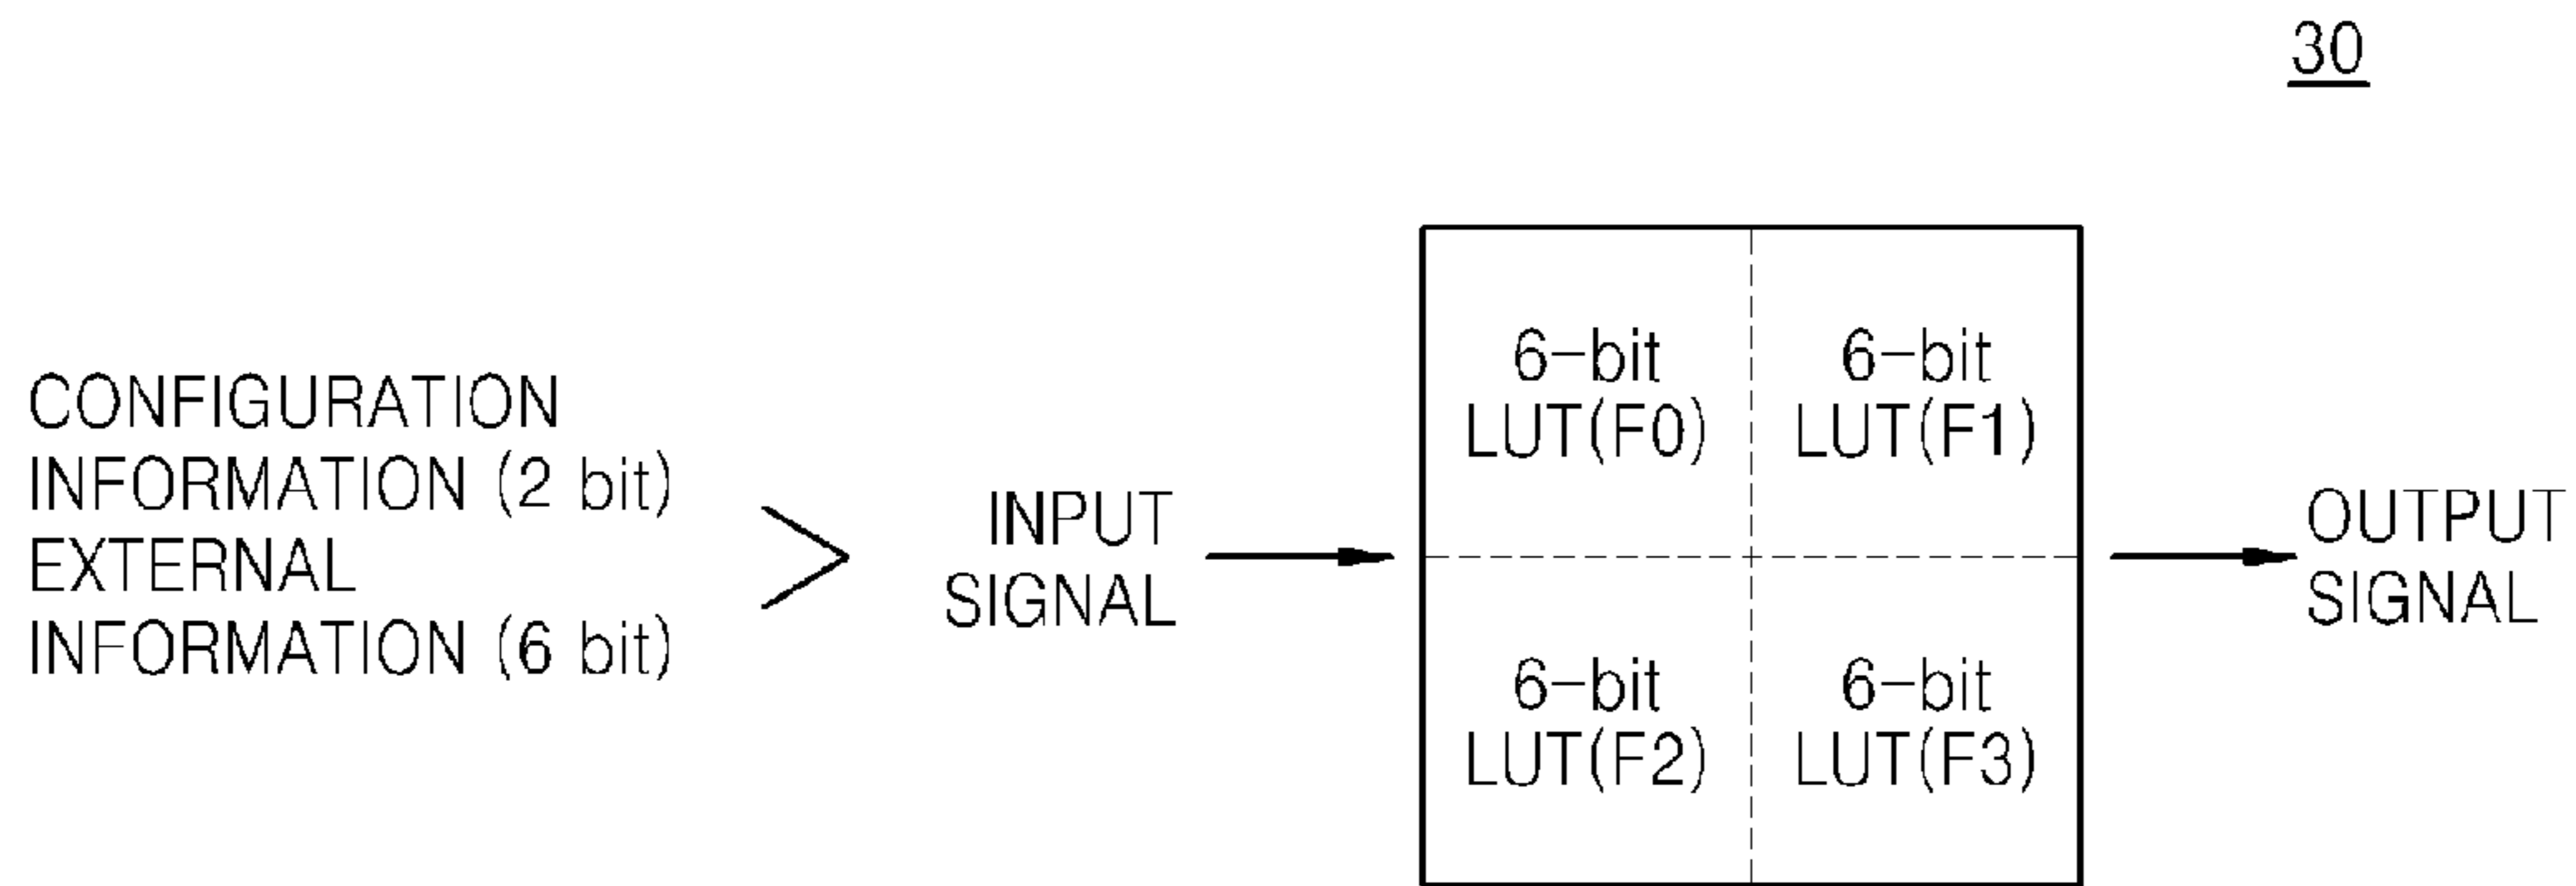 30
CONFIGURATION
INFORMATION (2 bit)
EXTERNAL
INFORMATION (6 bit)
INPUT
SIGNAL
6-bit
LUT(F0)
6-bit
LUT(F1)
6-bit
LUT(F2)
6-bit
LUT(F3)
OUTPUT
SIGNAL